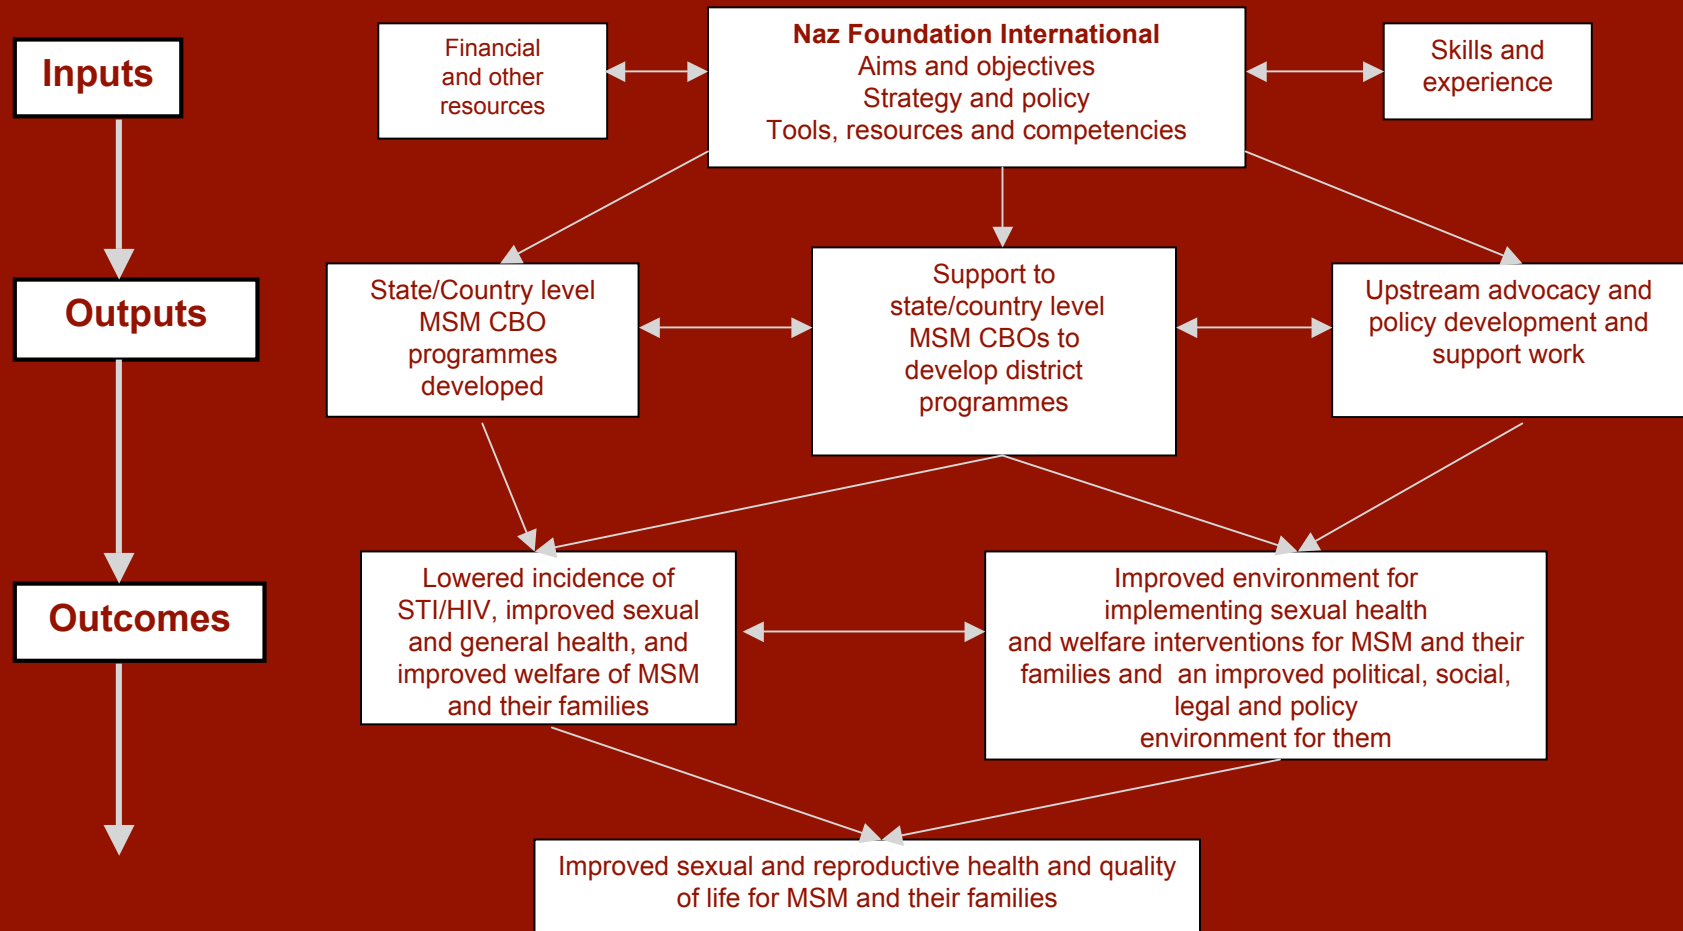 Inputs
Financial
and other
resources
Naz Foundation International
Aims and objectives
Strategy and policy
Tools, resources and competencies
Skills and
experience
Outputs
State/Country level
MSM CBO
programmes
developed
Support to
state/country level
MSM CBOs to
develop district
programmes
Upstream advocacy and
policy development and
support work
Outcomes
Lowered incidence of
STI/HIV, improved sexual
and general health, and
improved welfare of MSM
and their families
Improved environment for
implementing sexual health
and welfare interventions for MSM and their
families and an improved political, social,
legal and policy
environment for them
Improved sexual and reproductive health and quality
of life for MSM and their families